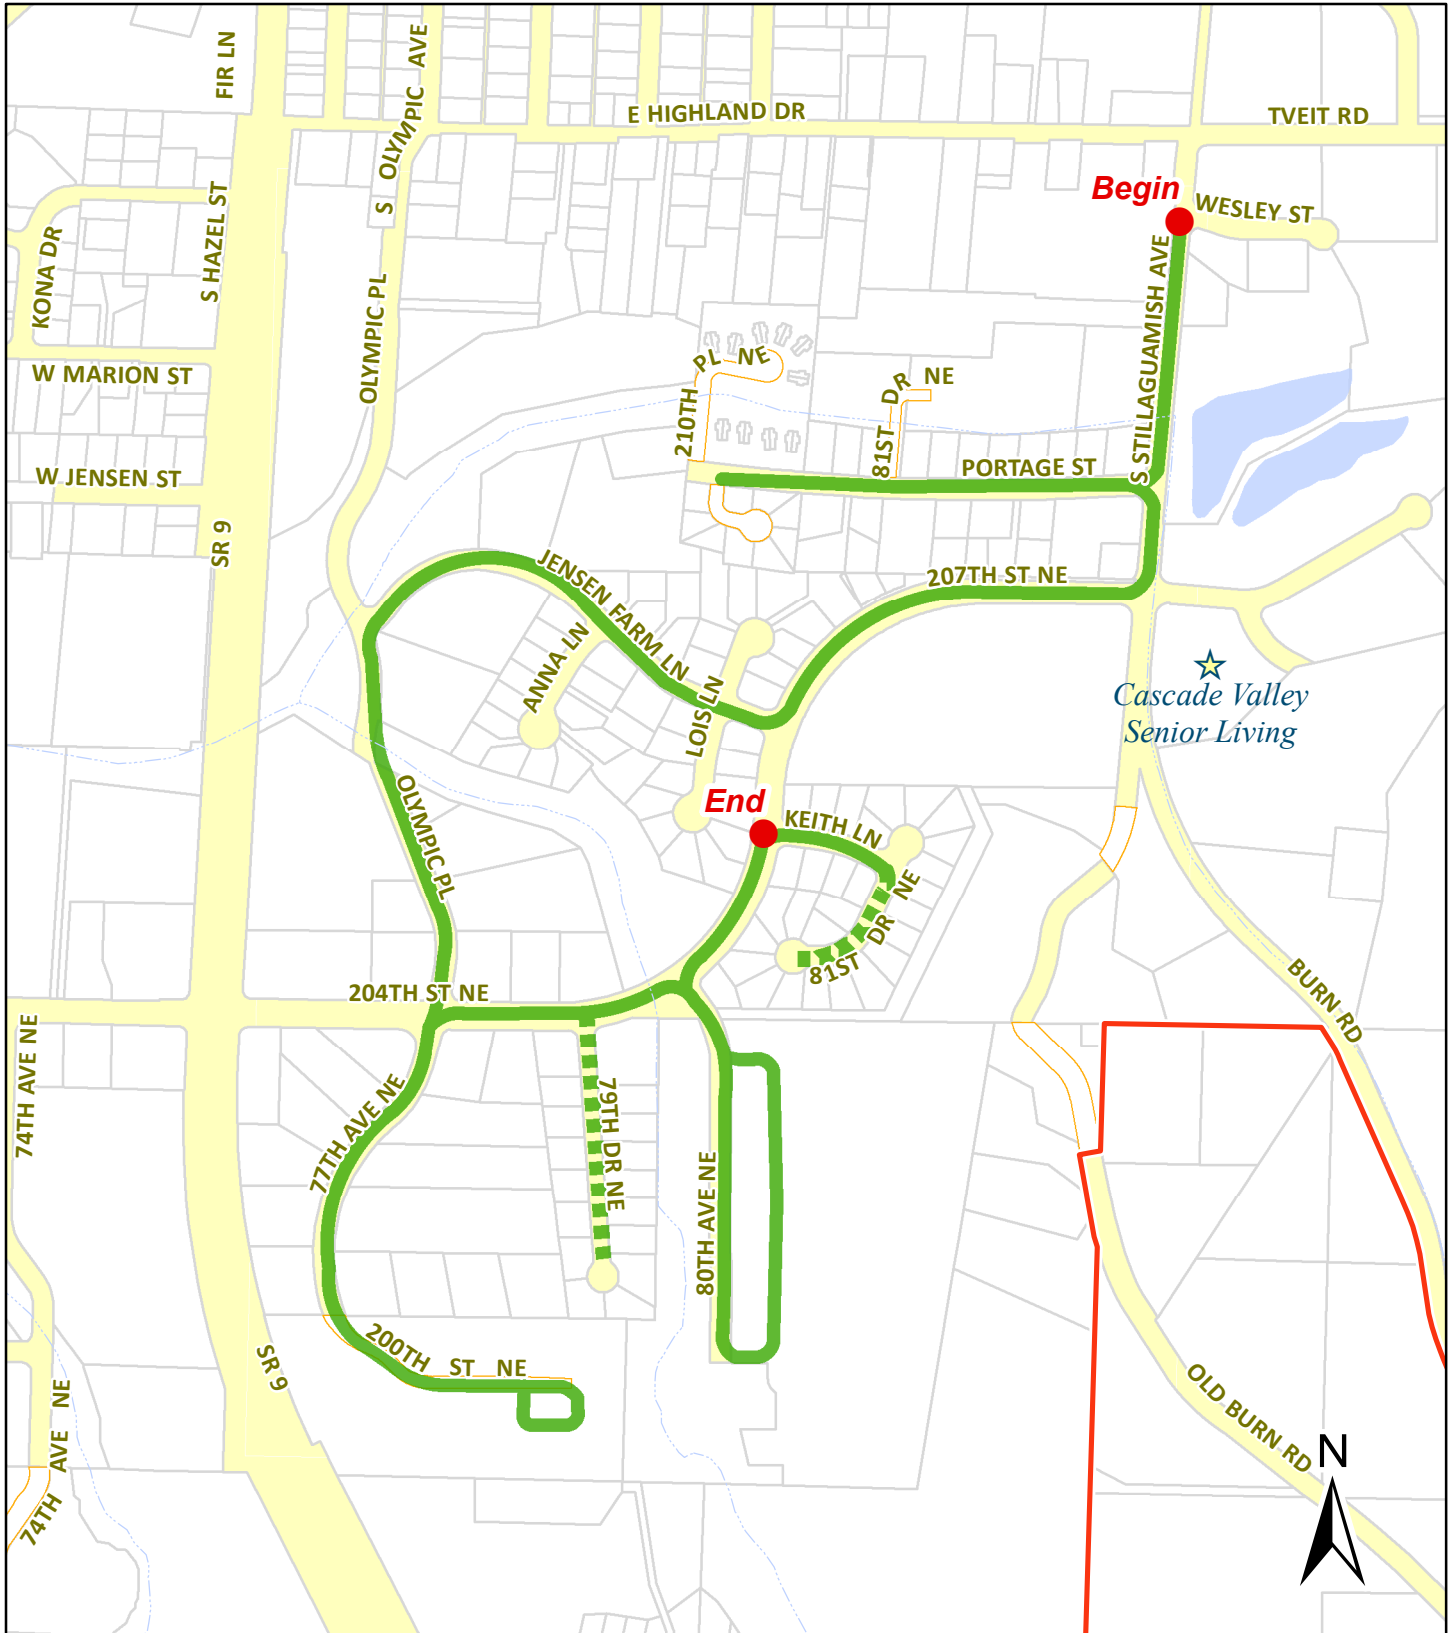 FIR LN
S OLYMPIC AVE
E HIGHLAND DR
TVEIT RD
Begin
WESLEY ST
S HAZEL ST
KONA DR
OLYMPIC PL
S STILLAGUAMISH AVE
W MARION ST
210TH PL NE
81ST DR NE
W JENSEN ST
PORTAGE ST
SR 9
JENSEN FARM LN
207TH ST NE
ANNA LN
LOIS LN
Cascade Valley
Senior Living
End
KEITH LN
OLYMPIC PL
81ST DR NE
204TH ST NE
BURN RD
74TH AVE NE
77TH AVE NE
79TH DR NE
80TH AVE NE
SR 9
200TH ST NE
OLD BURN RD
74TH AVE NE
N